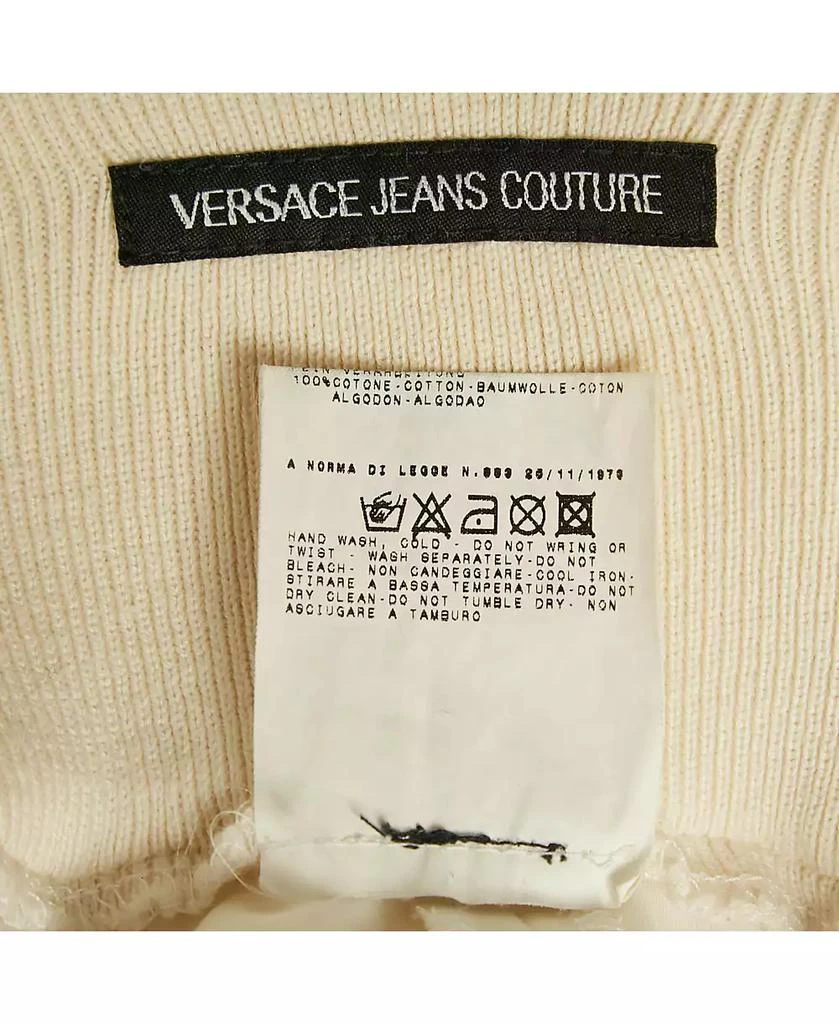 VERSACE JEANS COUTURE
100%COTONE-COTTON-BAUMWOLLE-COTON
ALGODON-ALGODAO
A NORMA DI LEGGE N.883 26/11/1973
HAND WASH, COLD - DO NOT WRING OR
TWIST - WASH SEPARATELY-DO NOT
BLEACH- NON CANDEGGIARE-COOL IRON-
STIRARE A BASSA TEMPERATURA-DO NOT
DRY CLEAN-DO NOT TUMBLE DRY- NON
ASCIUGARE A TAMBURO